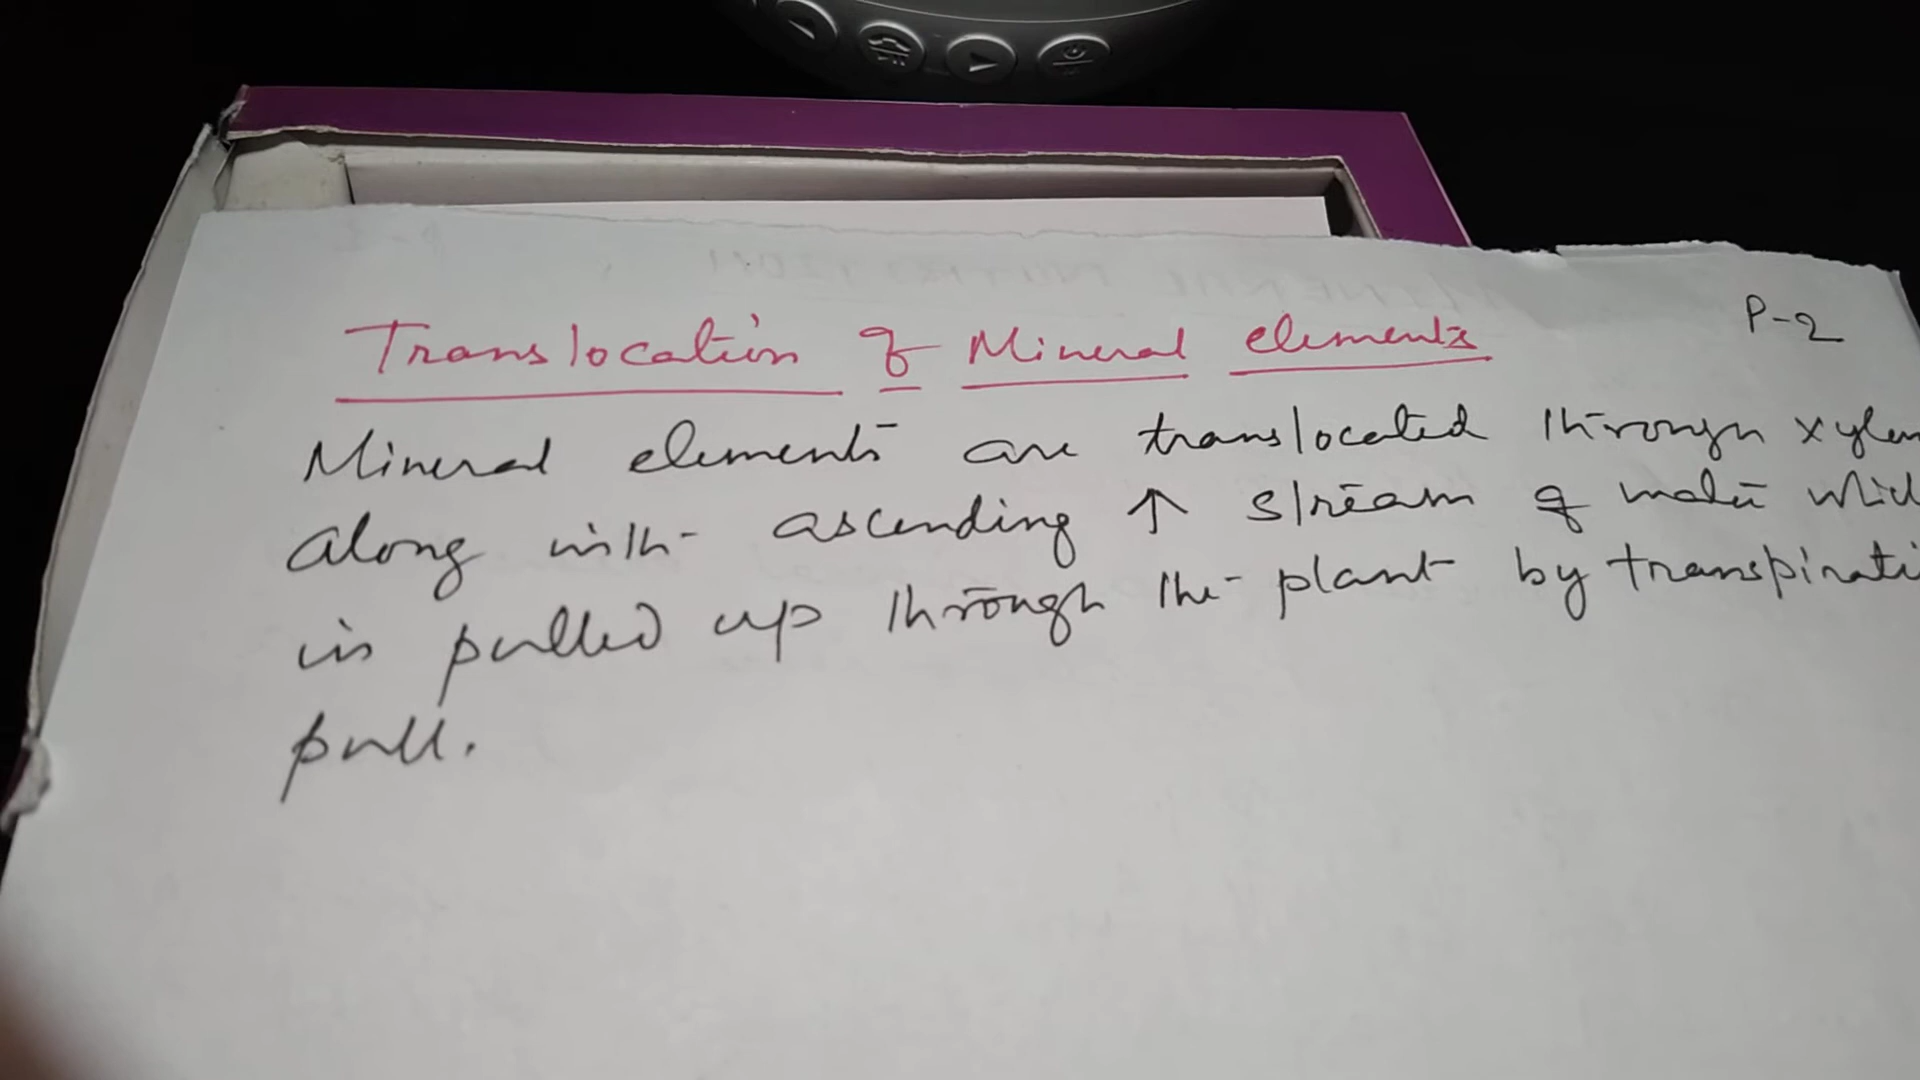 P-2
Translocation of Mineral elements
Mineral elements are translocated through xylem
along with ascending ↑ stream of water which
is pulled up through the plant by transpirati
pull.